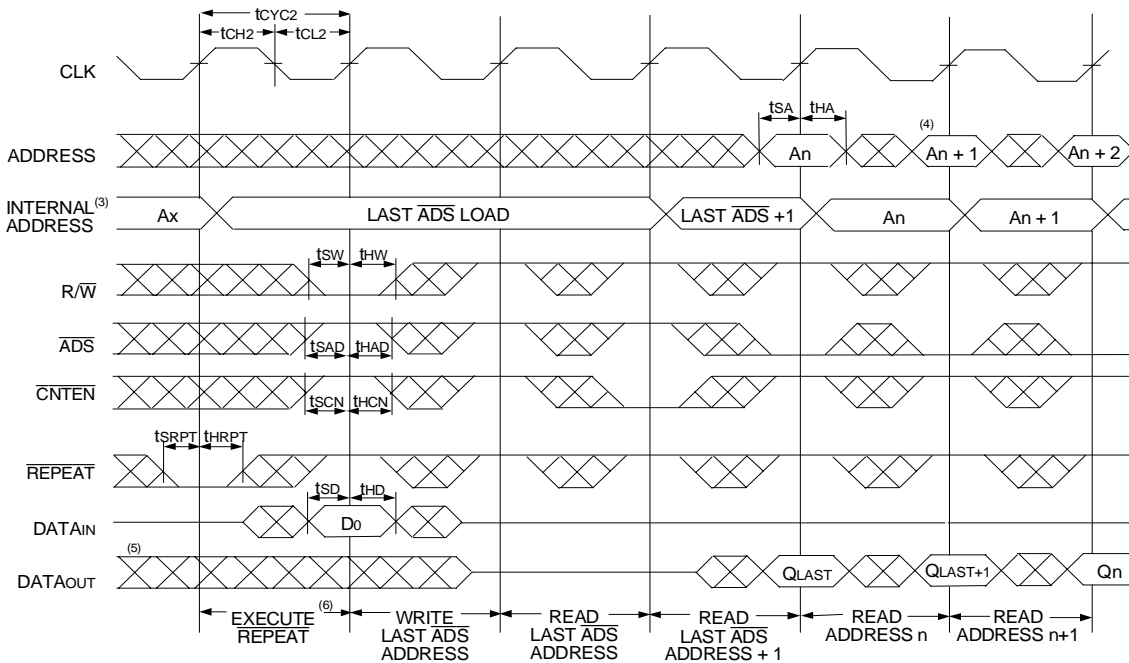 tCYC2
tCH2 tCL2
CLK
tSA tHA
ADDRESS An (4) An + 1 An + 2
INTERNAL(3) ADDRESS Ax LAST ADS LOAD LAST ADS +1 An An + 1
tSW tHW
R/W
ADS
tSAD tHAD
CNTEN
tSCN tHCN
tSRPT tHRPT
REPEAT
tSD tHD
DATAIN D0
(5)
DATAOUT QLAST QLAST+1 Qn
EXECUTE (6) REPEAT
WRITE LAST ADS ADDRESS
READ LAST ADS ADDRESS
READ LAST ADS ADDRESS + 1
READ ADDRESS n
READ ADDRESS n+1